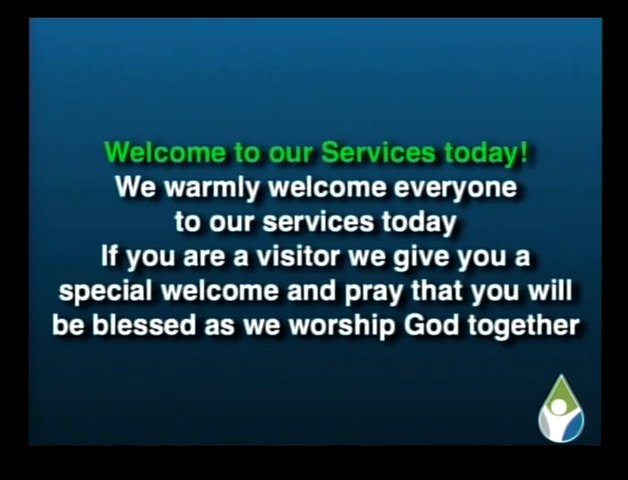 Welcome to our Services today!
We warmly welcome everyone
to our services today
If you are a visitor we give you a
special welcome and pray that you will
be blessed as we worship God together